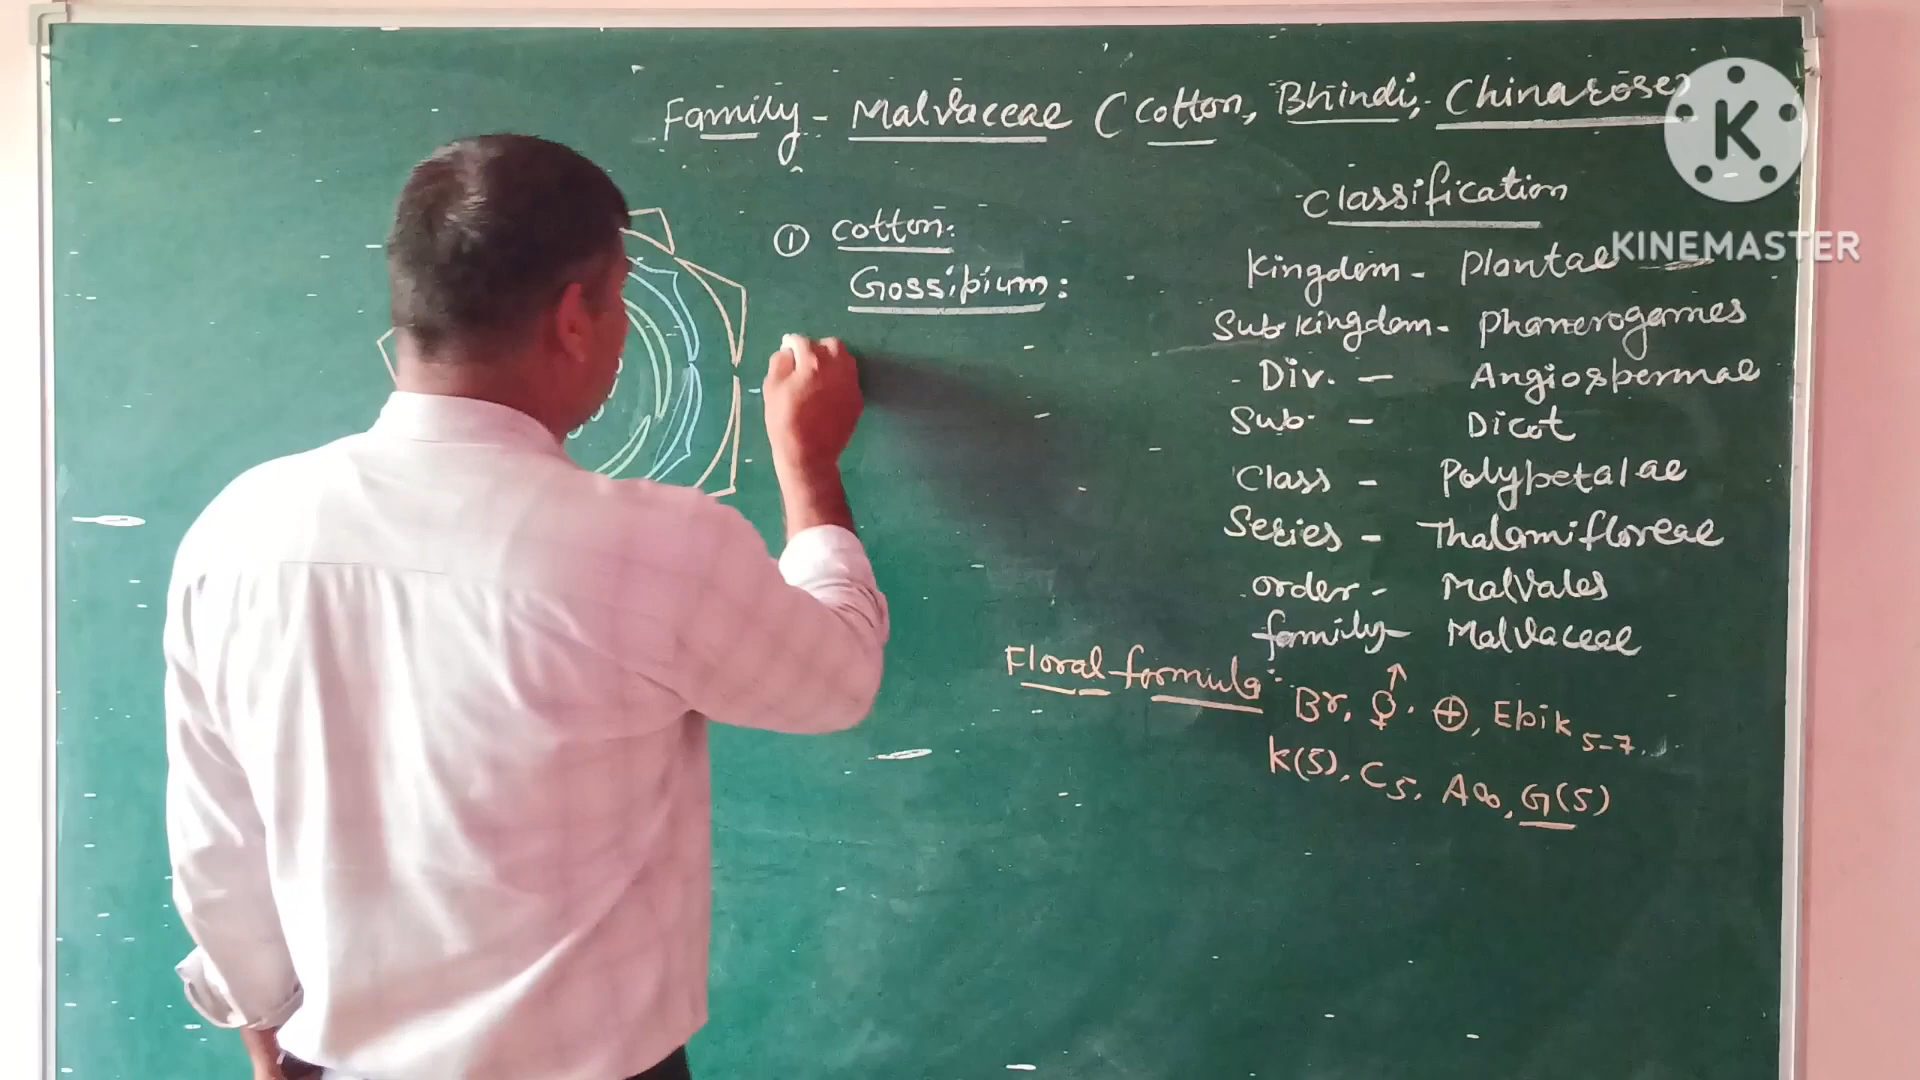 Family - Malvaceae (Cotton, Bhindi, Chinarose)
① Cotton:
Gossipium:
Classification
Kingdom - Plantae
Sub kingdom - Phanerogames
Div. - Angiospermae
Sub - Dicot
Class - Polypetalae
Series - Thalamifloreae
order - Malvales
family - Malvaceae
Floral formula:- Br, ⚥, ⊕, Epik 5-7
K(5), C5, A∞, G(5)
K
KINEMASTER